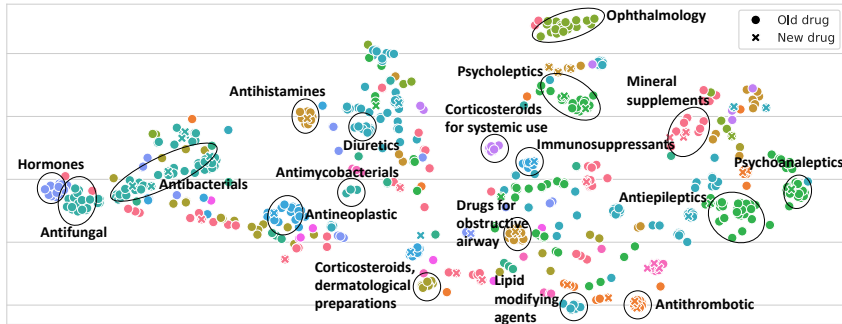 Ophthalmology
Old drug
New drug
Psycholeptics
Mineral
supplements
Antihistamines
Corticosteroids
for systemic use
Diuretics
Immunosuppressants
Hormones
Antimycobacterials
Psychoanaleptics
Antibacterials
Antiepileptics
Antineoplastic
Drugs for
obstructive
airway
Antifungal
Corticosteroids,
dermatological
preparations
Lipid
modifying
agents
Antithrombotic